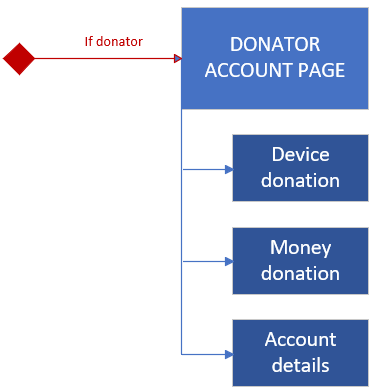 If donator
DONATOR
ACCOUNT PAGE
Device
donation
Money
donation
Account
details